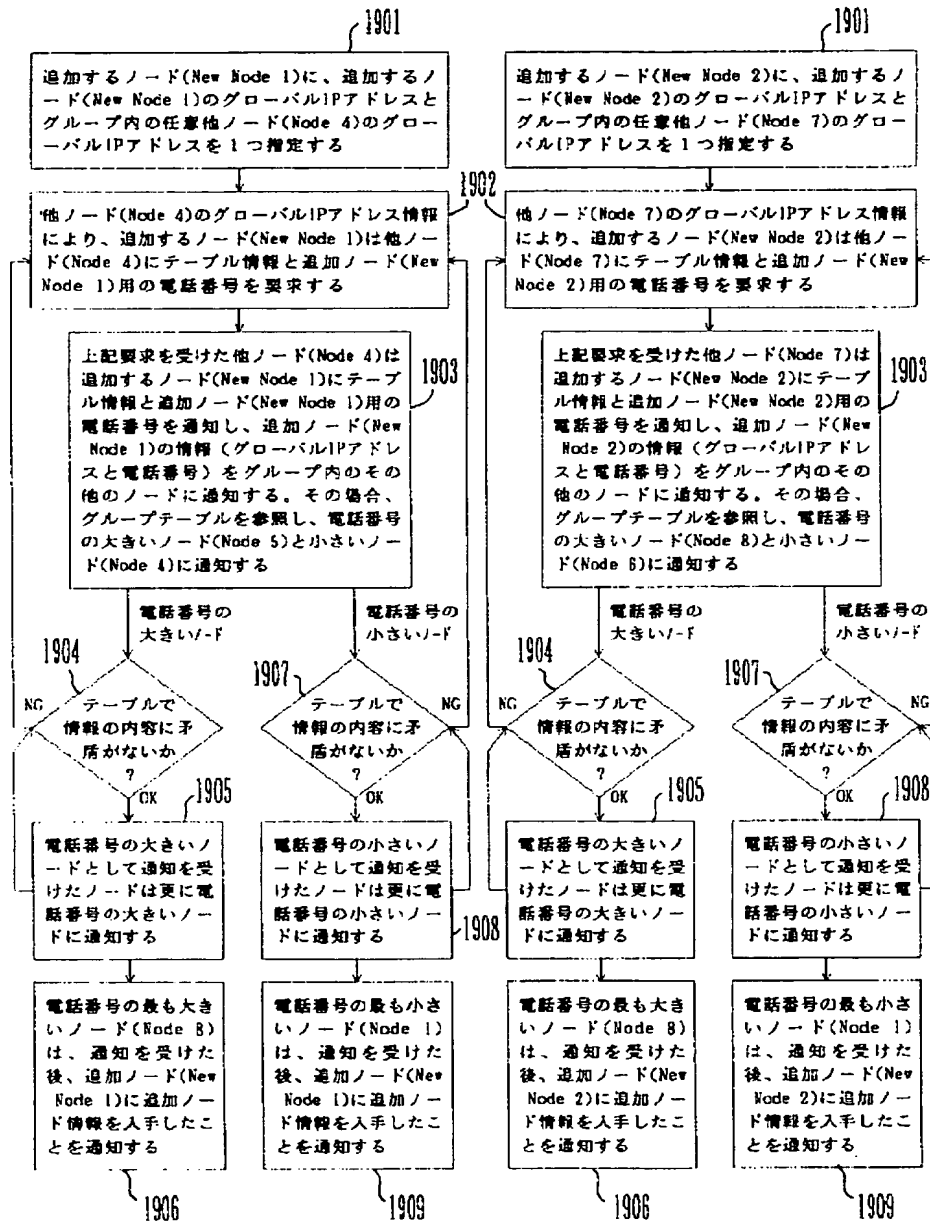 1901
追加するノード(New Node 1)に、追加するノ
ード(New Node 1)のグローバルIPアドレスと
グループ内の任意他ノード(Node 4)のグロー
ーバルIPアドレスを1つ指定する
1902
他ノード(Node 4)のグローバルIPアドレス情報
により、追加するノード(New Node 1)は他ノー
ド(Node 4)にテーブル情報と追加ノード(New
Node 1)用の電話番号を要求する
上記要求を受けた他ノード(Node 4)は
追加するノード(New Node 1)にテーブ
ル情報と追加ノード(New Node 1)用の
電話番号を通知し、追加ノード(New
Node 1)の情報(グローバルIPアドレ
スと電話番号)をグループ内のその
他のノードに通知する。その場合、
グループテーブルを参照し、電話番号
の大きいノード(Node 5)と小さいノー
ド(Node 4)に通知する
1903
電話番号の
大きいノード
電話番号の
小さいノード
1904
NG
テーブルで
情報の内容に矛
盾がないか
?
OK
1907
NG
テーブルで
情報の内容に矛
盾がないか
?
OK
1905
電話番号の大きいノ
ードとして通知を受
けたノードは更に電
話番号の大きいノード
に通知する
電話番号の小さいノ
ードとして通知を受
けたノードは更に電
話番号の小さいノー
ドに通知する
1908
電話番号の最も大き
いノード(Node 8)
は、通知を受けた
後、追加ノード(New
Node 1)に追加ノード
情報を入手したこ
とを通知する
1906
電話番号の最も小さ
いノード(Node 1)
は、通知を受けた
後、追加ノード(New
Node 1)に追加ノード
情報を入手したこ
とを通知する
1909
1901
追加するノード(New Node 2)に、追加するノ
ード(New Node 2)のグローバルIPアドレスと
グループ内の任意他ノード(Node 7)のグロー
ーバルIPアドレスを1つ指定する
他ノード(Node 7)のグローバルIPアドレス情報
により、追加するノード(New Node 2)は他ノー
ド(Node 7)にテーブル情報と追加ノード(New
Node 2)用の電話番号を要求する
上記要求を受けた他ノード(Node 7)は
追加するノード(New Node 2)にテーブ
ル情報と追加ノード(New Node 2)用の
電話番号を通知し、追加ノード(New
Node 2)の情報(グローバルIPアドレ
スと電話番号)をグループ内のその
他のノードに通知する。その場合、
グループテーブルを参照し、電話番号
の大きいノード(Node 8)と小さいノー
ド(Node 6)に通知する
1903
電話番号の
大きいノード
電話番号の
小さいノード
1904
NG
テーブルで
情報の内容に矛
盾がないか
?
OK
1907
NG
テーブルで
情報の内容に矛
盾がないか
?
OK
1905
電話番号の大きいノ
ードとして通知を受
けたノードは更に電
話番号の大きいノード
に通知する
1908
電話番号の小さいノ
ードとして通知を受
けたノードは更に電
話番号の小さいノー
ドに通知する
電話番号の最も大き
いノード(Node 8)
は、通知を受けた
後、追加ノード(New
Node 2)に追加ノード
情報を入手したこ
とを通知する
1906
電話番号の最も小さ
いノード(Node 1)
は、通知を受けた
後、追加ノード(New
Node 2)に追加ノード
情報を入手したこ
とを通知する
1909